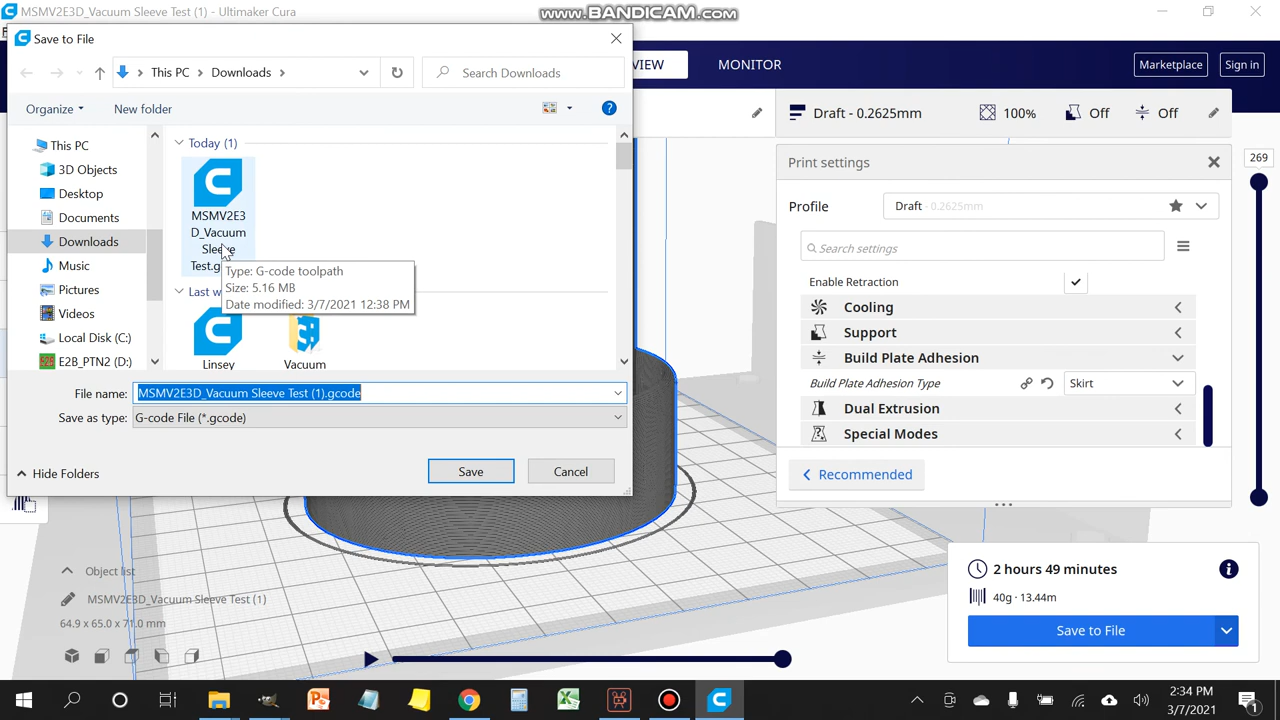 MSMV2E3D_Vacuum Sleeve Test (1) - Ultimaker Cura
www.BANDICAM.com
Save to File
This PC
Downloads
Search Downloads
Organize
New folder
This PC
3D Objects
Desktop
Documents
Downloads
Music
Pictures
Videos
Local Disk (C:)
E2B_PTN2 (D:)
Today (1)
MSMV2E3
D_Vacuum
Sleeve
Test.g
Type: G-code toolpath
Size: 5.16 MB
Date modified: 3/7/2021 12:38 PM
Last w
Linsey
Vacuum
File name:
MSMV2E3D_Vacuum Sleeve Test (1).gcode
Save as type:
G-code File (*.gcode)
Hide Folders
Save
Cancel
VIEW
MONITOR
Marketplace
Sign in
Draft - 0.2625mm
100%
Off
Off
Print settings
Profile
Draft - 0.2625mm
Search settings
Enable Retraction
Cooling
Support
Build Plate Adhesion
Build Plate Adhesion Type
Skirt
Dual Extrusion
Special Modes
Recommended
269
Object list
MSMV2E3D_Vacuum Sleeve Test (1)
64.9 x 65.0 x 71.0 mm
2 hours 49 minutes
40g · 13.44m
Save to File
2:34 PM
3/7/2021
1